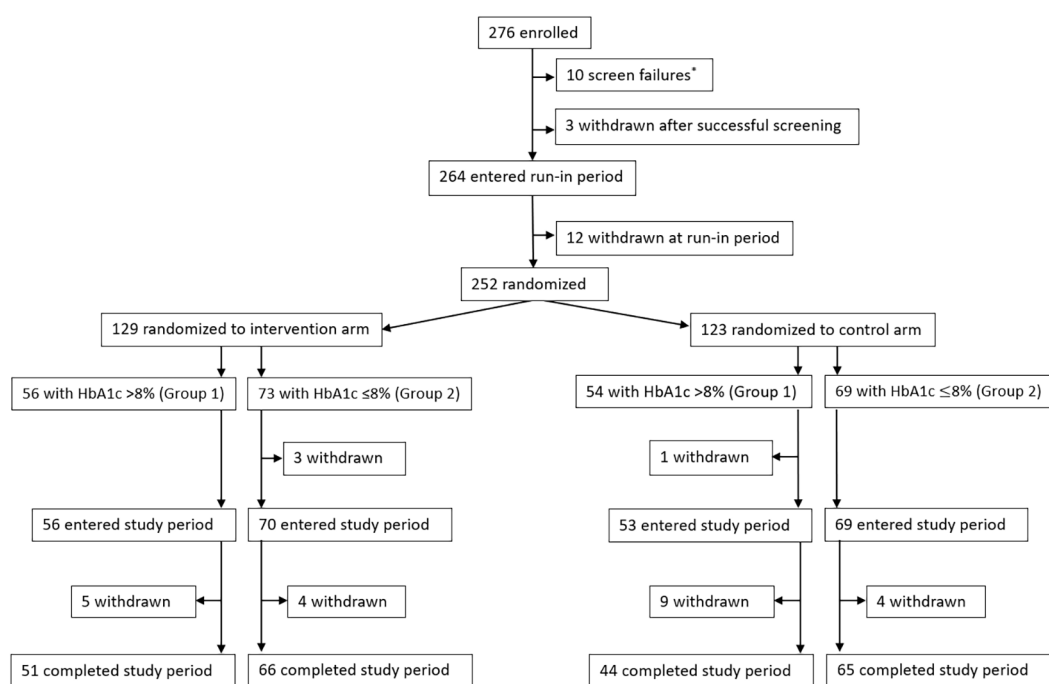 276 enrolled
10 screen failures*
3 withdrawn after successful screening
264 entered run-in period
12 withdrawn at run-in period
252 randomized
129 randomized to intervention arm
123 randomized to control arm
56 with HbA1c >8% (Group 1)
73 with HbA1c ≤8% (Group 2)
54 with HbA1c >8% (Group 1)
69 with HbA1c ≤8% (Group 2)
3 withdrawn
1 withdrawn
56 entered study period
70 entered study period
53 entered study period
69 entered study period
5 withdrawn
4 withdrawn
9 withdrawn
4 withdrawn
51 completed study period
66 completed study period
44 completed study period
65 completed study period